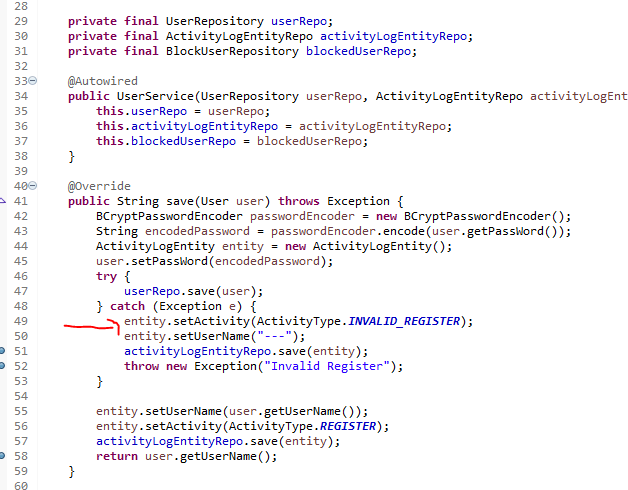 28
29 private final UserRepository userRepo;
30 private final ActivityLogEntityRepo activityLogEntityRepo;
31 private final BlockUserRepository blockedUserRepo;
32
33 @Autowired
34 public UserService(UserRepository userRepo, ActivityLogEntityRepo activityLogEnt
35 this.userRepo = userRepo;
36 this.activityLogEntityRepo = activityLogEntityRepo;
37 this.blockedUserRepo = blockedUserRepo;
38 }
39
40 @Override
41 public String save(User user) throws Exception {
42 BCryptPasswordEncoder passwordEncoder = new BCryptPasswordEncoder();
43 String encodedPassword = passwordEncoder.encode(user.getPassWord());
44 ActivityLogEntity entity = new ActivityLogEntity();
45 user.setPassWord(encodedPassword);
46 try {
47 userRepo.save(user);
48 } catch (Exception e) {
49 entity.setActivity(ActivityType.INVALID_REGISTER);
50 entity.setUserName("---");
51 activityLogEntityRepo.save(entity);
52 throw new Exception("Invalid Register");
53 }
54
55 entity.setUserName(user.getUserName());
56 entity.setActivity(ActivityType.REGISTER);
57 activityLogEntityRepo.save(entity);
58 return user.getUserName();
59 }
60